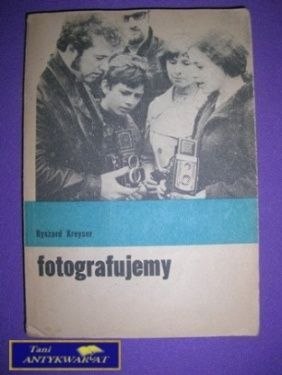 Ryszard Kreyser
fotografujemy
Tani
ANTYKWARIAT